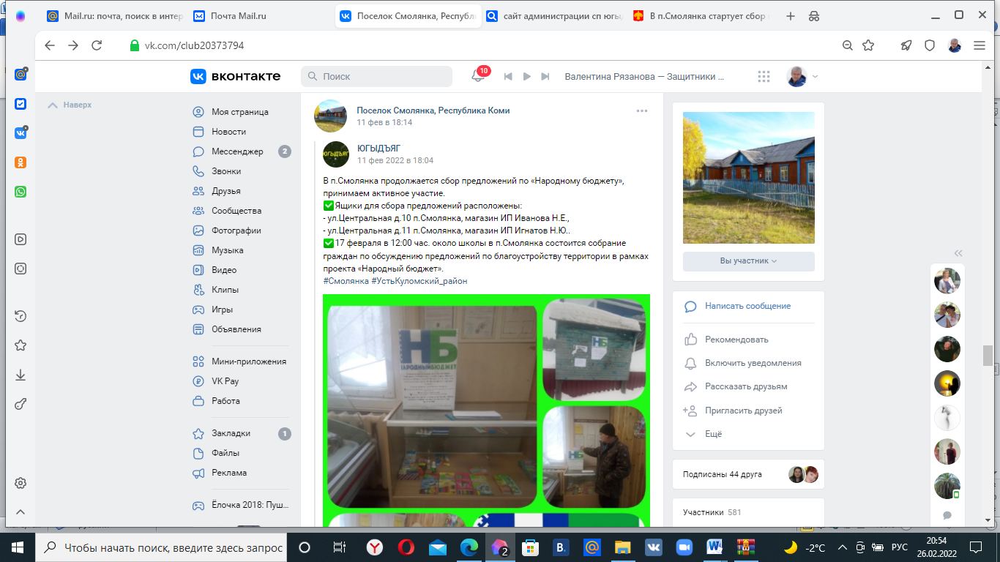 Mail.ru: почта, поиск в интер
Почта Mail.ru
Поселок Смолянка, Республ
сайт администрации сп югы
В п.Смолянка стартует сбор
vk.com/club20373794
вконтакте
Поиск
10
Валентина Рязанова — Защитники ...
Наверх
Моя страница
Новости
Мессенджер 2
Звонки
Друзья
Сообщества
Фотографии
Музыка
Видео
Клипы
Игры
Объявления
Мини-приложения
VK Pay
Работа
Закладки 1
Файлы
Реклама
Ёлочка 2018: Пуш...
Поселок Смолянка, Республика Коми
11 фев в 18:14
ЮГЫДЪЯГ
ЮГЫДЪЯГ
11 фев 2022 в 18:04
В п.Смолянка продолжается сбор предложений по «Народному бюджету»,
принимаем активное участие.
✅Ящики для сбора предложений расположены:
- ул.Центральная д.10 п.Смолянка, магазин ИП Иванова Н.Е.,
- ул.Центральная д.11 п.Смолянка, магазин ИП Игнатов Н.Ю..
✅17 февраля в 12:00 час. около школы в п.Смолянка состоится собрание
граждан по обсуждению предложений по благоустройству территории в рамках
проекта «Народный бюджет».
#Смолянка #УстьКуломский_район
НБ
НАРОДНЫЙБЮДЖЕТ
НБ
НБ
Вы участник
Написать сообщение
Рекомендовать
Включить уведомления
Рассказать друзьям
Пригласить друзей
Ещё
Подписаны 44 друга
Участники 581
Чтобы начать поиск, введите здесь запрос
2
B.
-2°C
РУС
20:54
26.02.2022